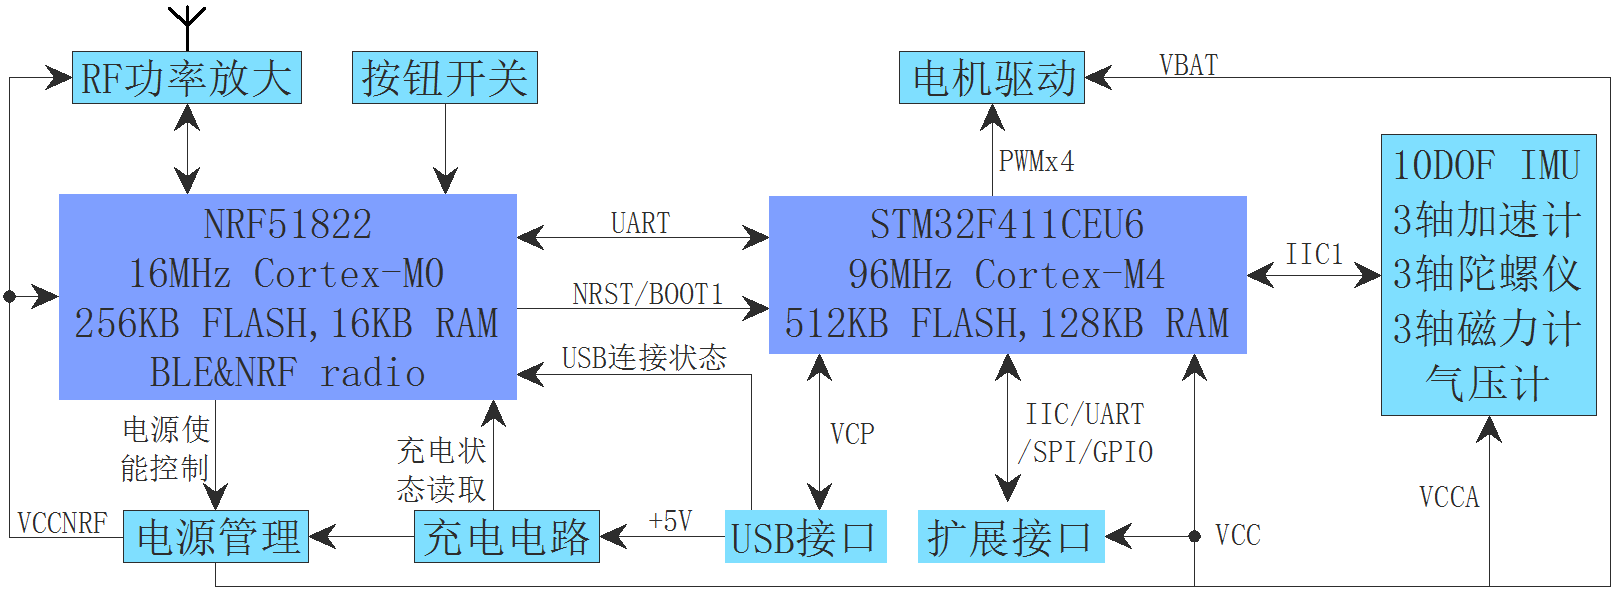 RF功率放大
按钮开关
电机驱动
VBAT
PWMx4
NRF51822
16MHz Cortex-M0
256KB FLASH,16KB RAM
BLE&NRF radio
UART
NRST/BOOT1
USB连接状态
STM32F411CEU6
96MHz Cortex-M4
512KB FLASH,128KB RAM
IIC1
10DOF IMU
3轴加速计
3轴陀螺仪
3轴磁力计
气压计
电源使
能控制
充电状
态读取
VCP
IIC/UART
/SPI/GPIO
VCCA
VCCNRF
电源管理
充电电路
+5V
USB接口
扩展接口
VCC